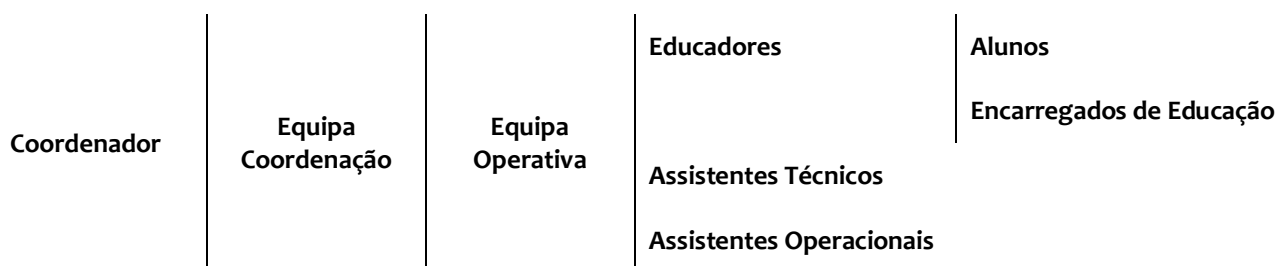 Coordenador
Equipa
Coordenação
Equipa
Operativa
Educadores
Assistentes Técnicos
Assistentes Operacionais
Alunos
Encarregados de Educação